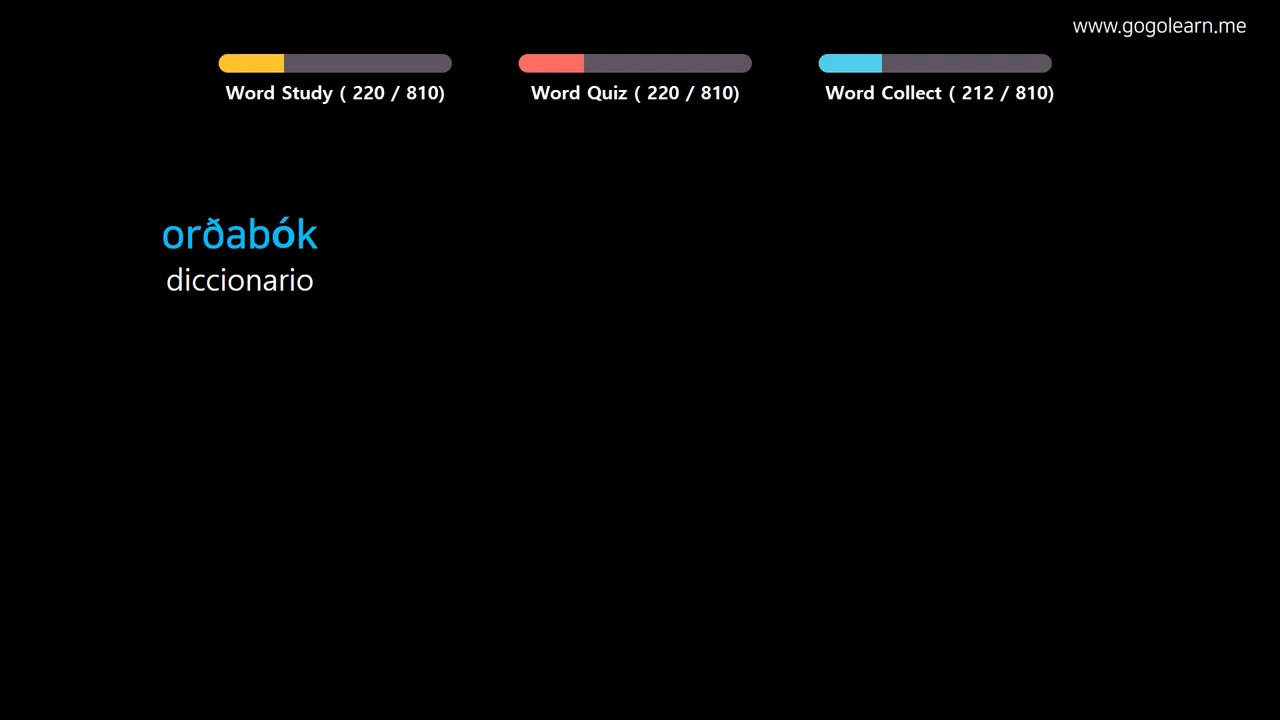 www.gogolearn.me
Word Study ( 220 / 810)
Word Quiz ( 220 / 810)
Word Collect ( 212 / 810)
orðabók
diccionario